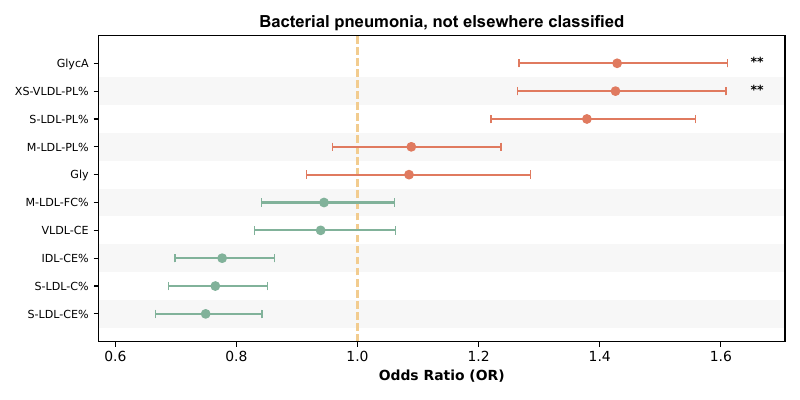 Bacterial pneumonia, not elsewhere classified
GlycA
**
XS-VLDL-PL%
**
S-LDL-PL%
M-LDL-PL%
Gly
M-LDL-FC%
VLDL-CE
IDL-CE%
S-LDL-C%
S-LDL-CE%
0.6 0.8 1.0 1.2 1.4 1.6
Odds Ratio (OR)